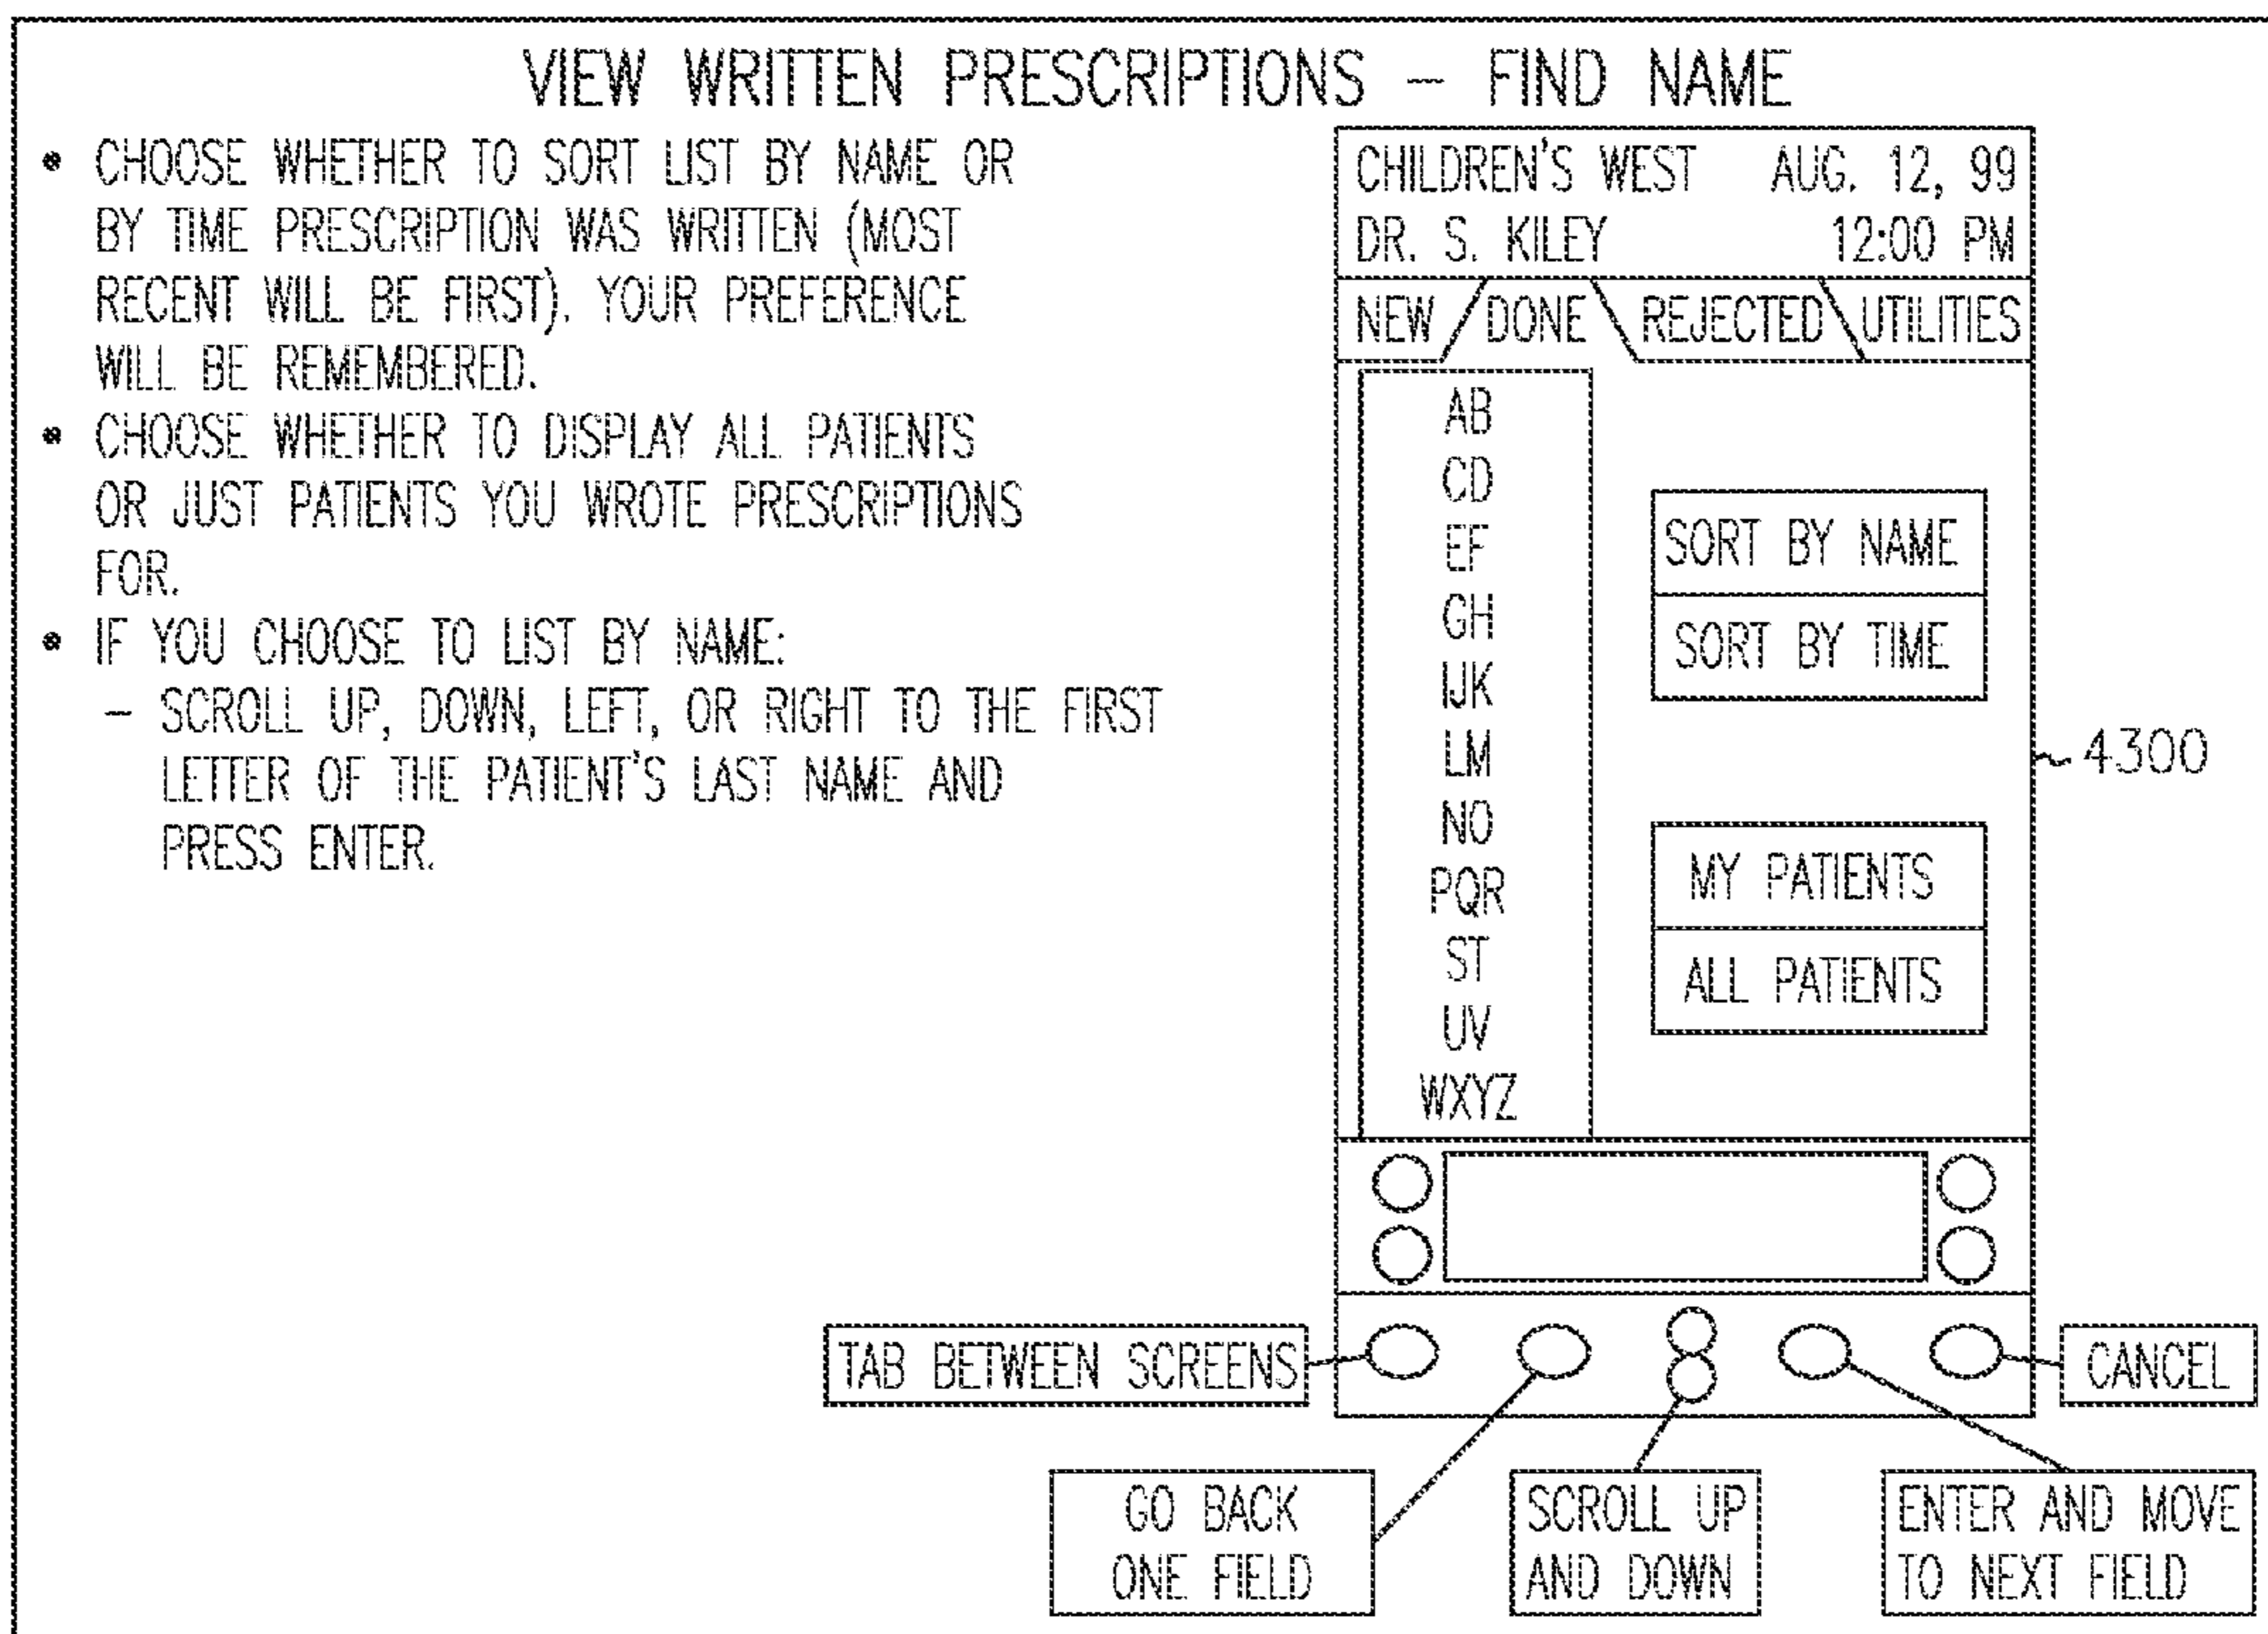 VIEW WRITTEN PRESCRIPTIONS – FIND NAME
• CHOOSE WHETHER TO SORT LIST BY NAME OR
BY TIME PRESCRIPTION WAS WRITTEN (MOST
RECENT WILL BE FIRST). YOUR PREFERENCE
WILL BE REMEMBERED.
• CHOOSE WHETHER TO DISPLAY ALL PATIENTS
OR JUST PATIENTS YOU WROTE PRESCRIPTIONS
FOR.
• IF YOU CHOOSE TO LIST BY NAME:
– SCROLL UP, DOWN, LEFT, OR RIGHT TO THE FIRST
LETTER OF THE PATIENT'S LAST NAME AND
PRESS ENTER.
CHILDREN'S WEST AUG. 12, 99
DR. S. KILEY 12:00 PM
NEW DONE REJECTED UTILITIES
AB
CD
EF
GH
IJK
LM
NO
PQR
ST
UV
WXYZ
SORT BY NAME
SORT BY TIME
MY PATIENTS
ALL PATIENTS
4300
TAB BETWEEN SCREENS
CANCEL
GO BACK
ONE FIELD
SCROLL UP
AND DOWN
ENTER AND MOVE
TO NEXT FIELD